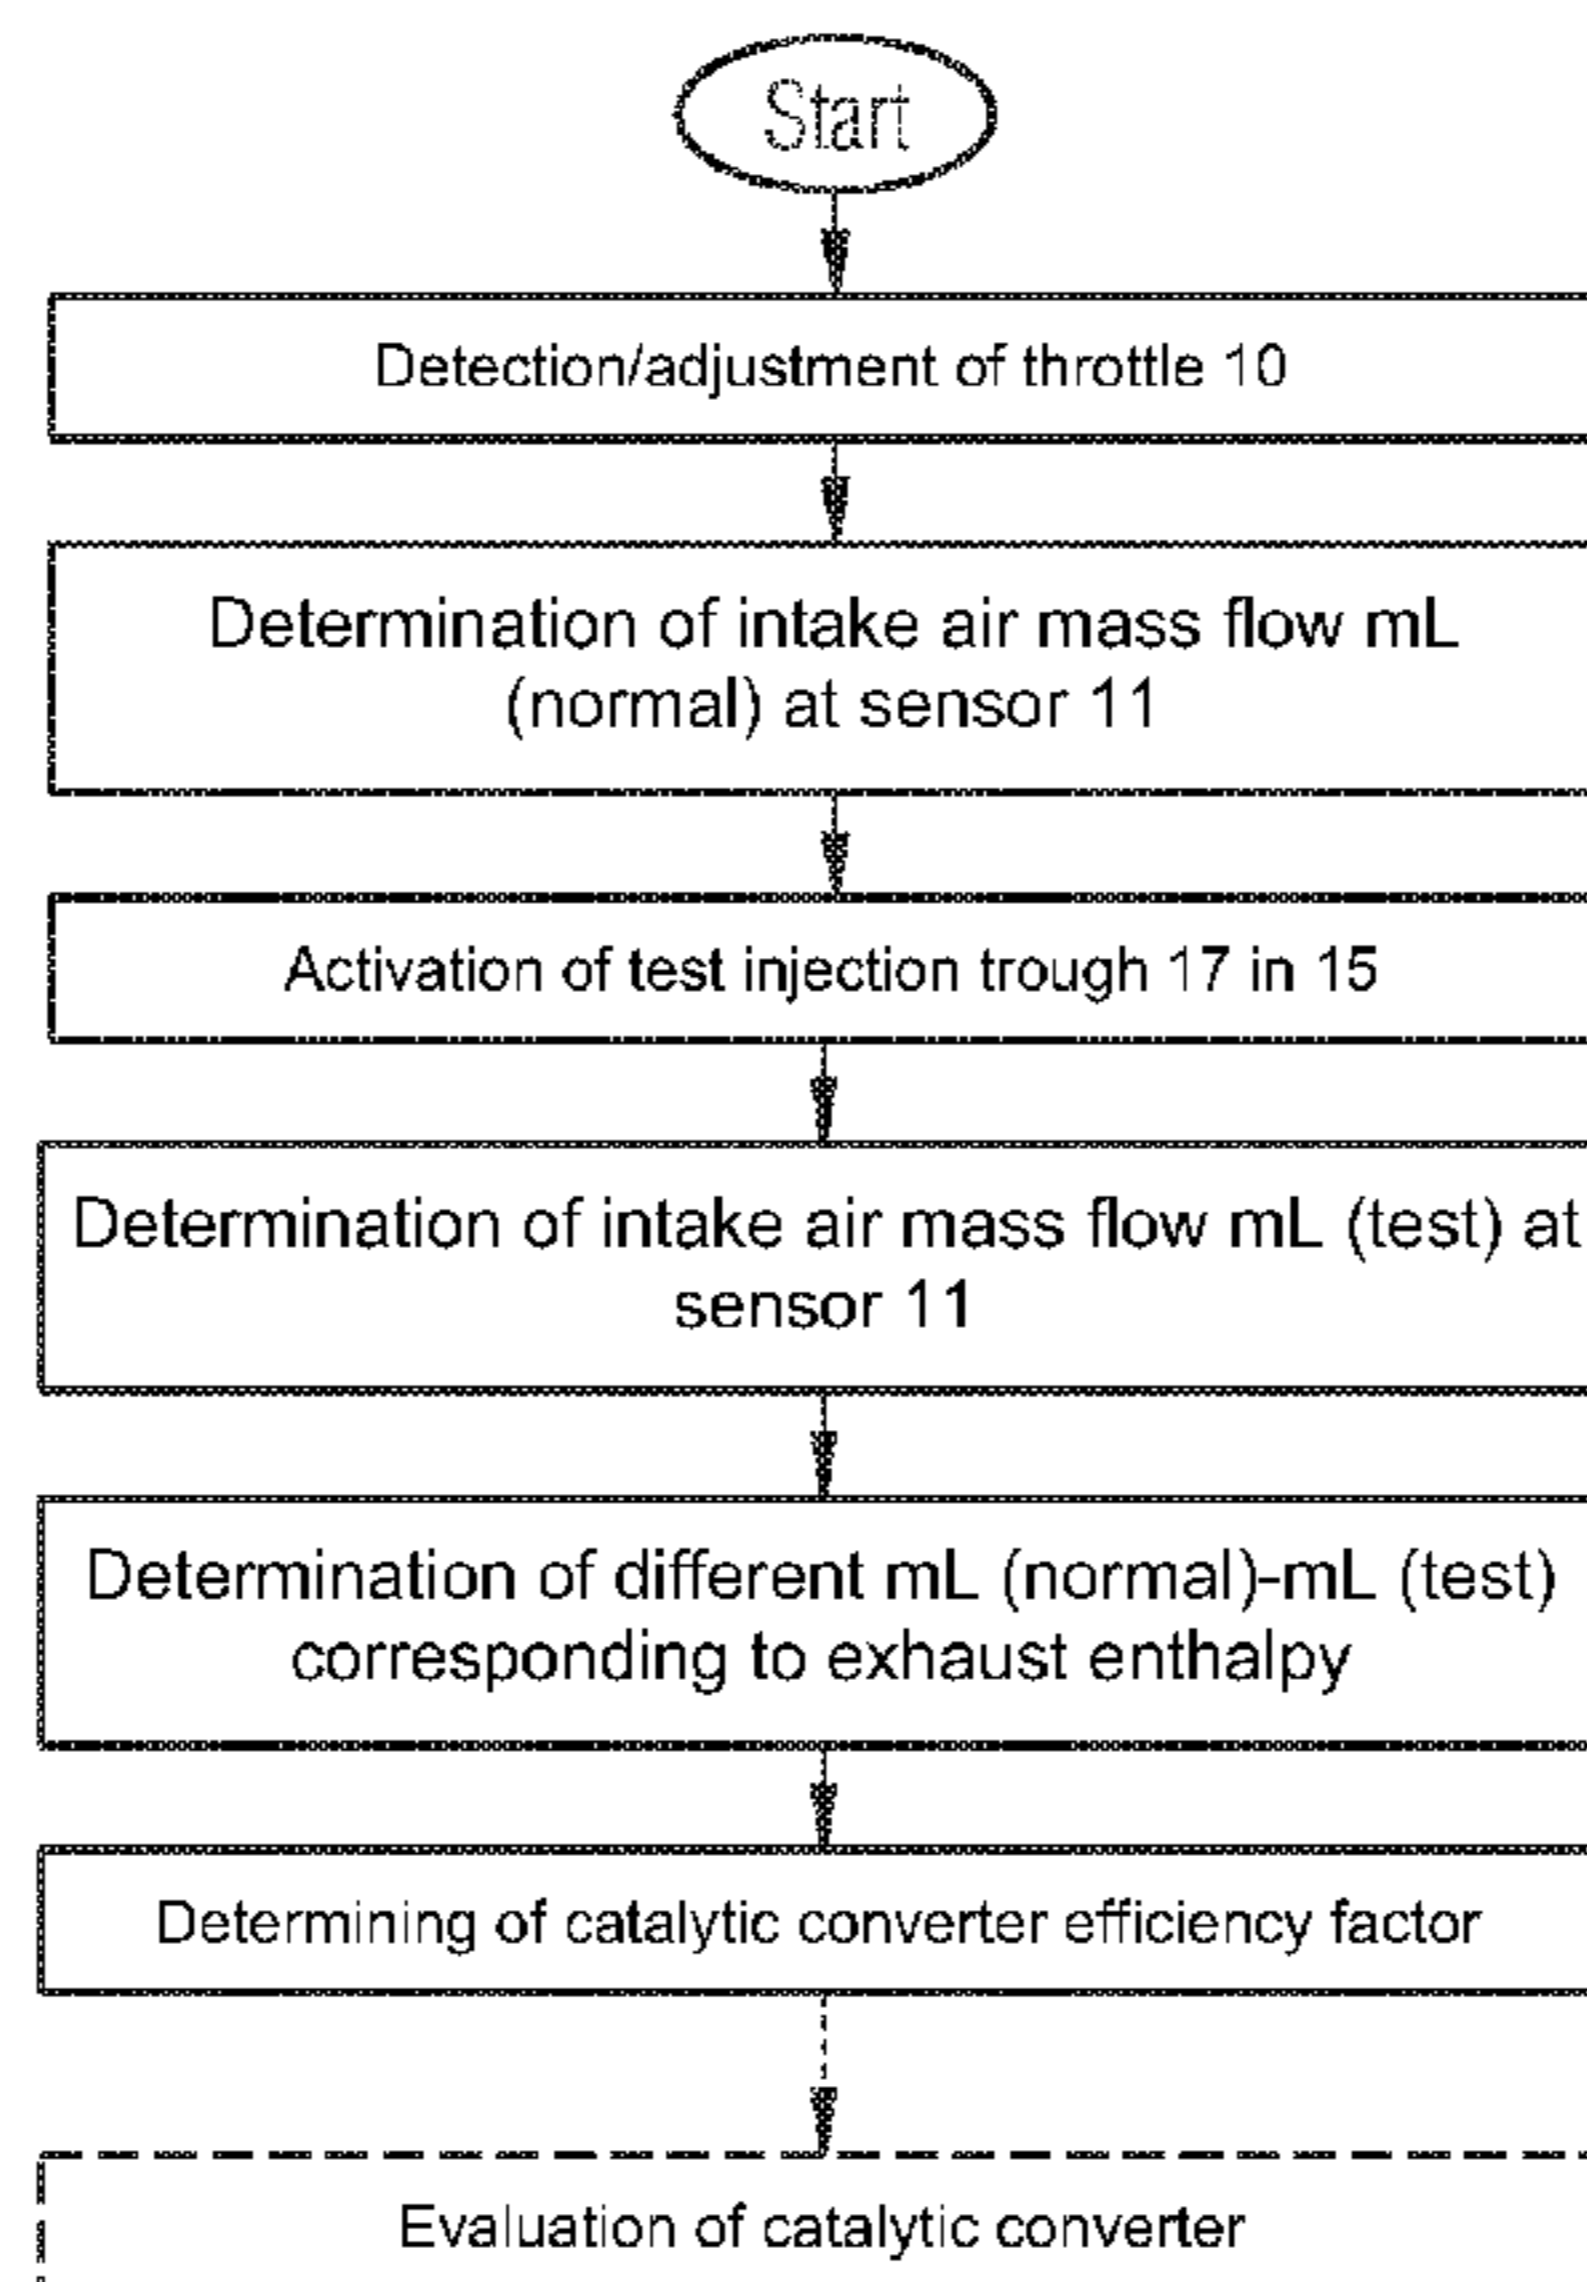 Start
Detection/adjustment of throttle 10
Determination of intake air mass flow mL
(normal) at sensor 11
Activation of test injection trough 17 in 15
Determination of intake air mass flow mL (test) at
sensor 11
Determination of different mL (normal)-mL (test)
corresponding to exhaust enthalpy
Determining of catalytic converter efficiency factor
Evaluation of catalytic converter